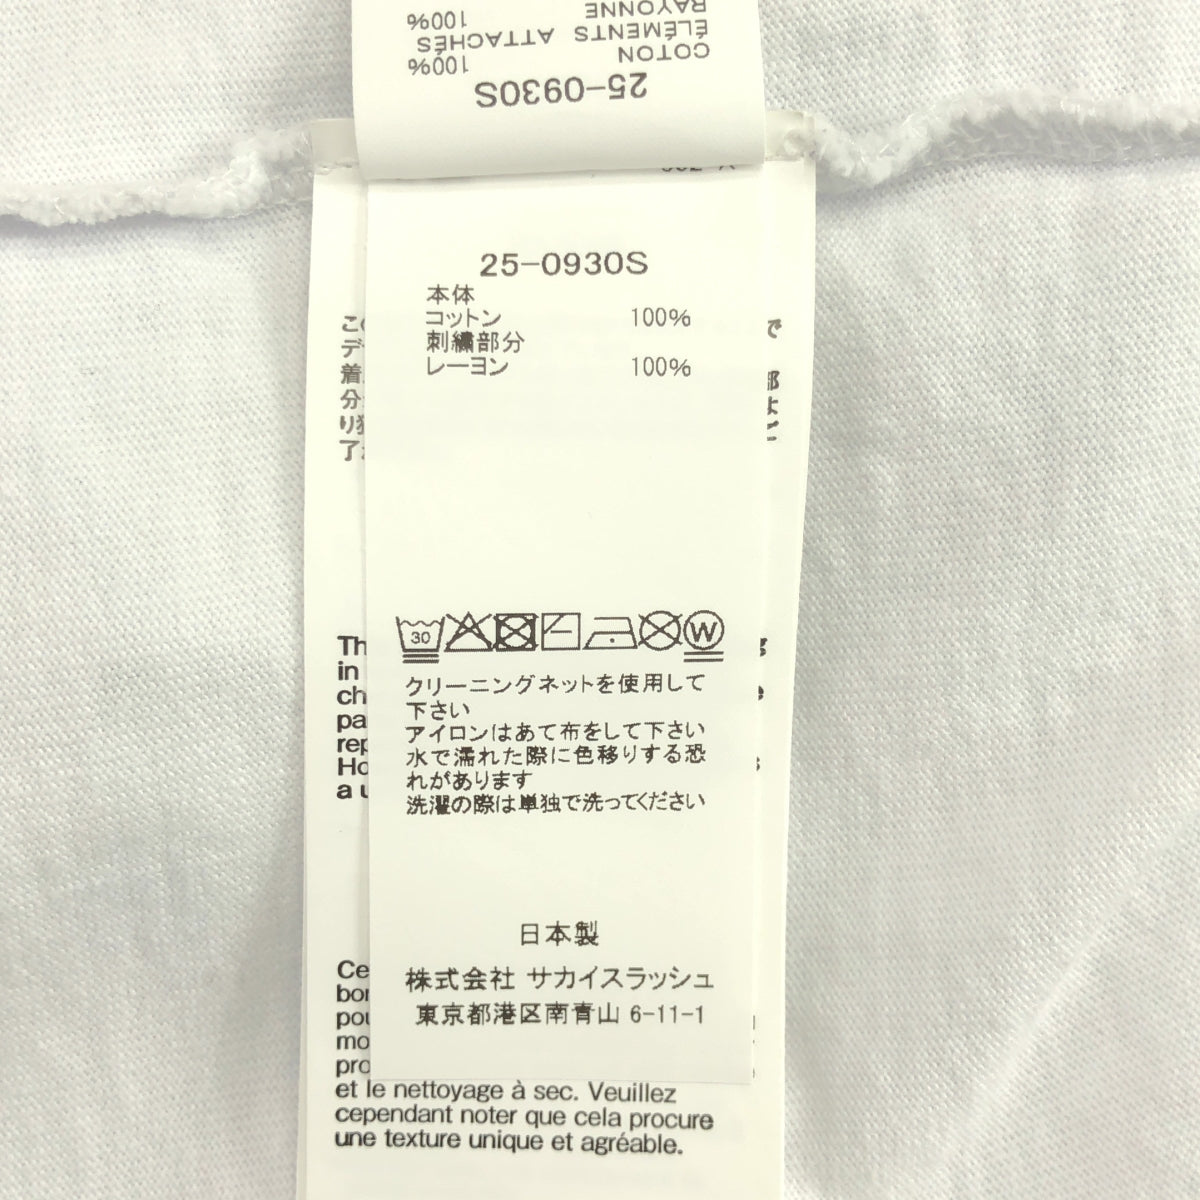 25-0930S
COTON 100%
ÉLÉMENTS ATTACHÉS
RAYONNE 100%
25-0930S
本体
コットン 100%
刺繍部分
レーヨン 100%
30
W
クリーニングネットを使用して
下さい
アイロンはあて布をして下さい
水で濡れた際に色移りする恐
れがあります
洗濯の際は単独で洗ってください
日本製
株式会社 サカイスラッシュ
東京都港区南青山 6-11-1
in
et le nettoyage à sec. Veuillez
cependant noter que cela procure
une texture unique et agréable.